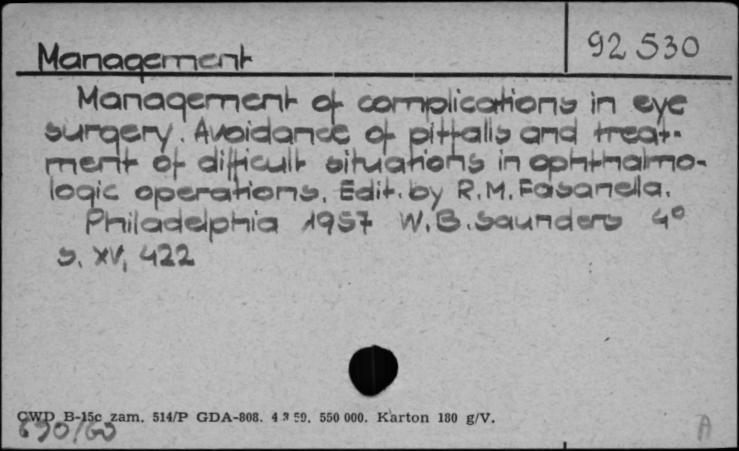 92 530
Management
Management of complications in eye
surgery. Avoidance of pitfalls and treat-
ment of difficult situations in ophthalmo-
logic operations. Edit. by R.M. Fasanella.
Philadelphia 1957 W.B. Saunders 4°
s. XV, 422
CWD B-15c zam. 514/P GDA-808. 4 3 59. 550 000. Karton 180 g/V.
690/60
A